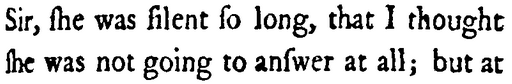 Sir, ſhe was ſilent ſo long, that I thought
ſhe was not going to anſwer at all; but at